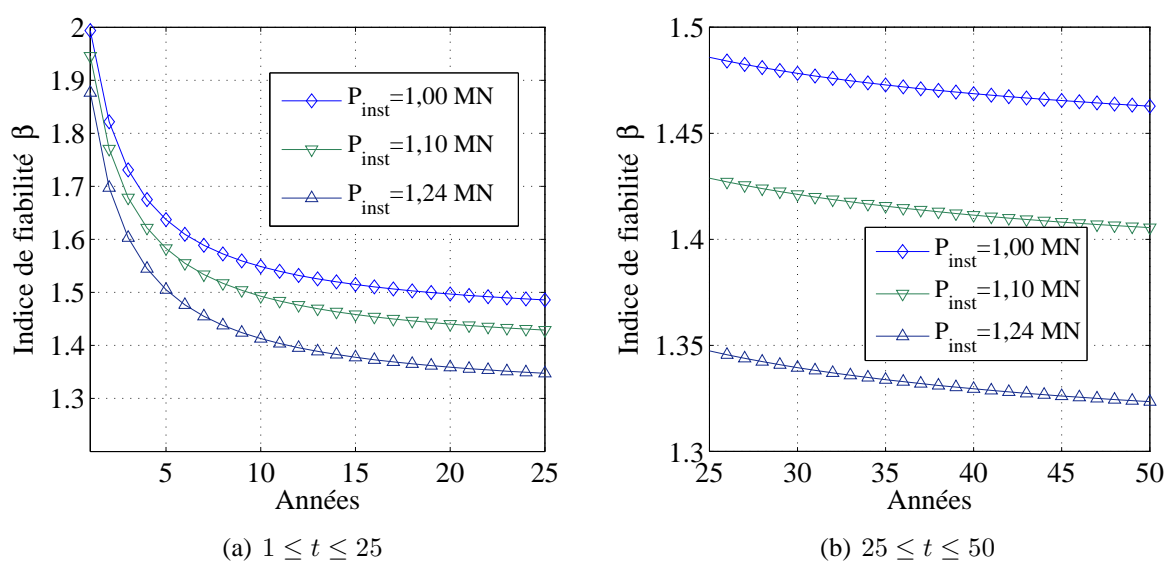 2
1.9
1.8
1.7
1.6
1.5
1.4
1.3
5 10 15 20 25
Indice de fiabilité β
Années
P_inst=1,00 MN
P_inst=1,10 MN
P_inst=1,24 MN
(a) 1 ≤ t ≤ 25
1.5
1.45
1.4
1.35
1.3
25 30 35 40 45 50
Indice de fiabilité β
Années
P_inst=1,00 MN
P_inst=1,10 MN
P_inst=1,24 MN
(b) 25 ≤ t ≤ 50